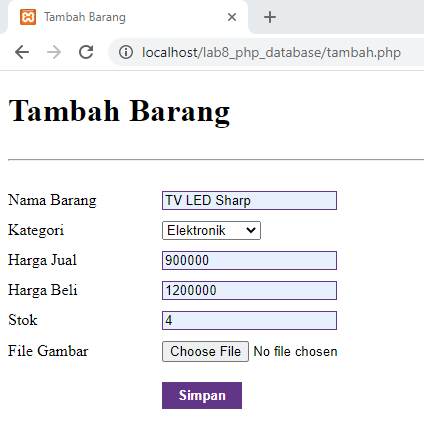 Tambah Barang
localhost/lab8_php_database/tambah.php
Tambah Barang
Nama Barang TV LED Sharp
Kategori Elektronik
Harga Jual 900000
Harga Beli 1200000
Stok 4
File Gambar Choose File No file chosen
Simpan